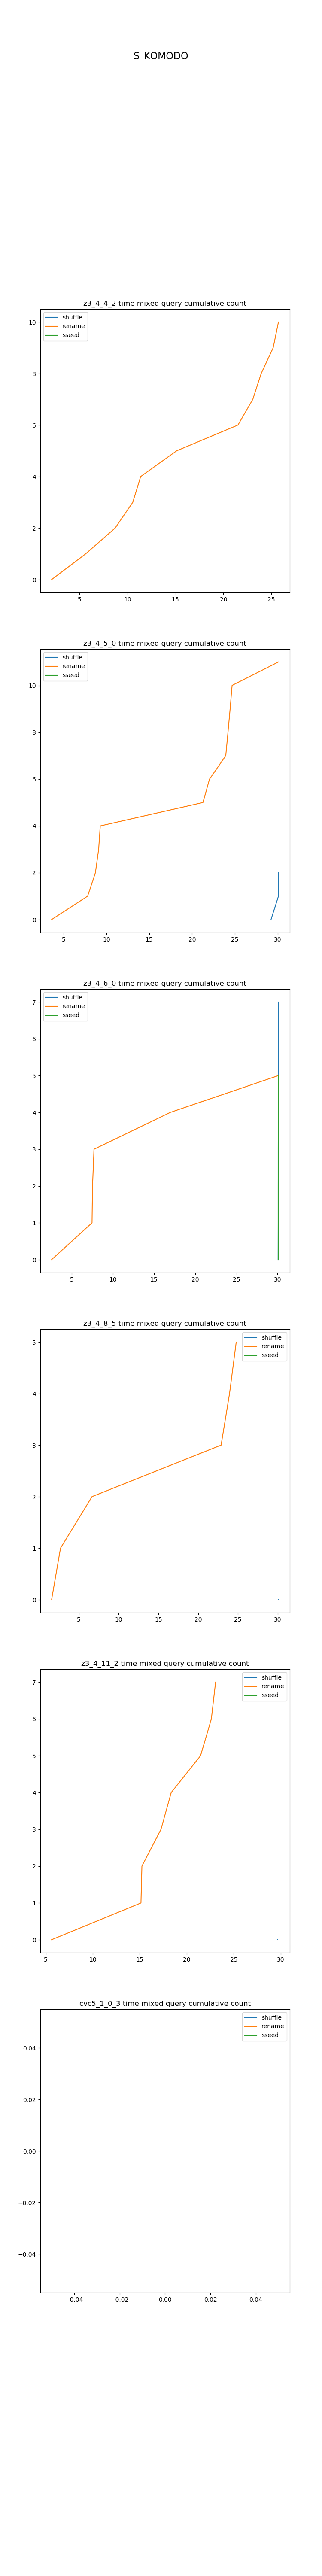 S_KOMODO
z3_4_4_2 time mixed query cumulative count
shuffle
rename
sseed
10
8
6
4
2
0
5 10 15 20 25
z3_4_5_0 time mixed query cumulative count
shuffle
rename
sseed
10
8
6
4
2
0
5 10 15 20 25 30
z3_4_6_0 time mixed query cumulative count
shuffle
rename
sseed
7
6
5
4
3
2
1
0
5 10 15 20 25 30
z3_4_8_5 time mixed query cumulative count
shuffle
rename
sseed
5
4
3
2
1
0
5 10 15 20 25 30
z3_4_11_2 time mixed query cumulative count
shuffle
rename
sseed
7
6
5
4
3
2
1
0
5 10 15 20 25 30
cvc5_1_0_3 time mixed query cumulative count
shuffle
rename
sseed
0.04
0.02
0.00
−0.02
−0.04
−0.04 −0.02 0.00 0.02 0.04